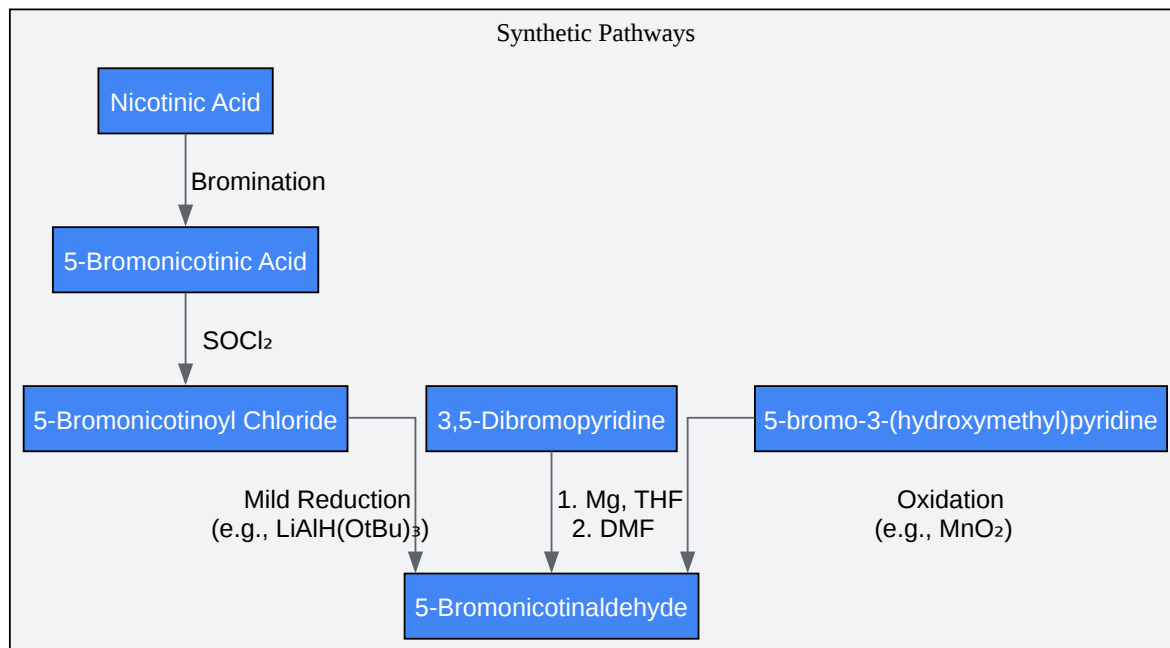 Synthetic Pathways
Nicotinic Acid
Bromination
5-Bromonicotinic Acid
SOCl₂
5-Bromonicotinoyl Chloride
3,5-Dibromopyridine
5-bromo-3-(hydroxymethyl)pyridine
Mild Reduction
(e.g., LiAlH(OtBu)₃)
1. Mg, THF
2. DMF
Oxidation
(e.g., MnO₂)
5-Bromonicotinaldehyde